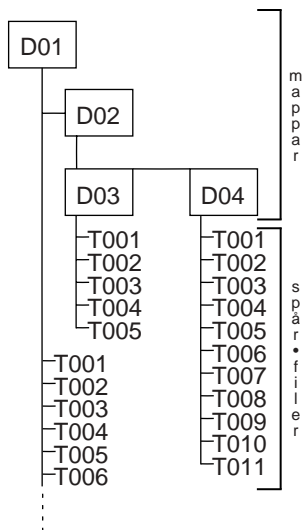 D01
D02
D03
D04
T001
T002
T003
T004
T005
T001
T002
T003
T004
T005
T006
T007
T008
T009
T010
T011
T001
T002
T003
T004
T005
T006
mappar
spår•filer